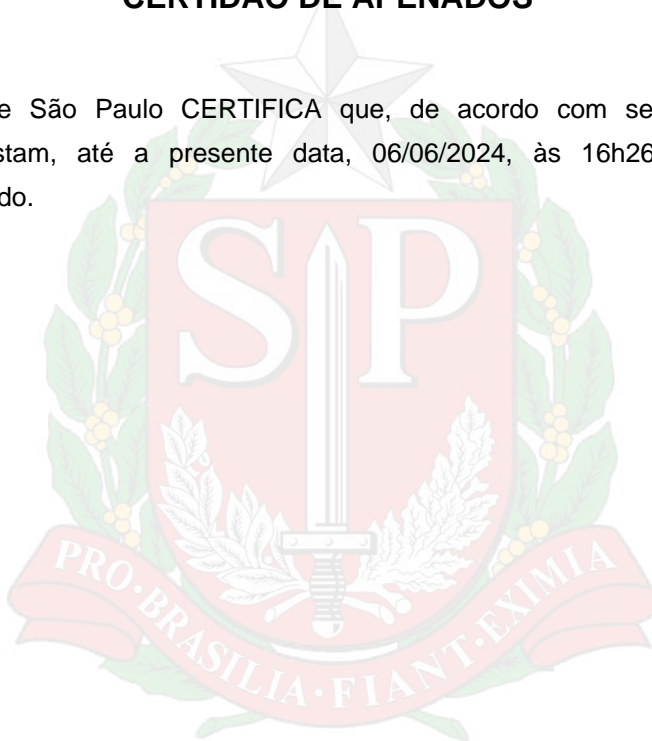 CERTIDÃO DE APENADOS
e São Paulo CERTIFICA que, de acordo com se
stam, até a presente data, 06/06/2024, às 16h26
do.
SP
PRO·BRASILIA·FIANT·EXIMIA